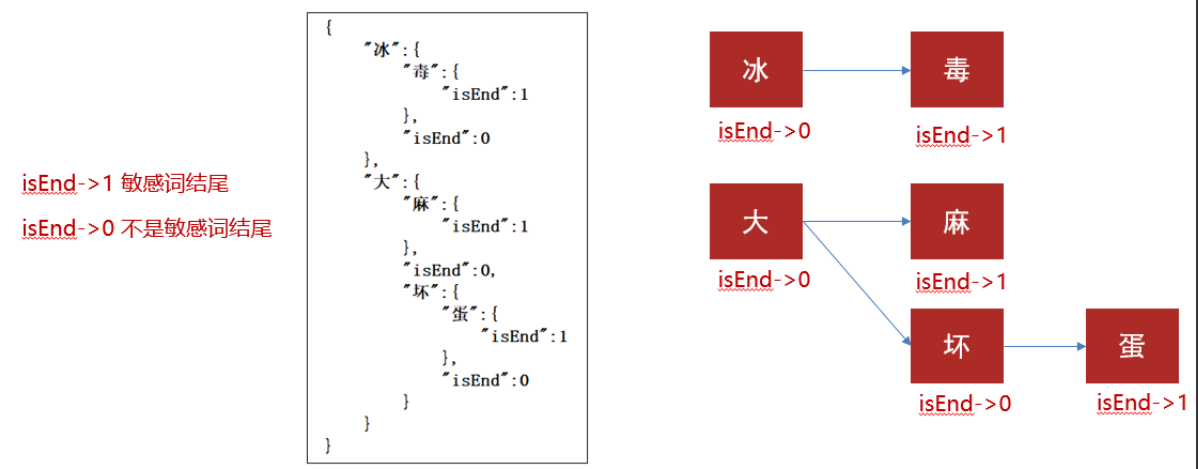 isEnd->1 敏感词结尾
isEnd->0 不是敏感词结尾
{
"冰":{
"毒":{
"isEnd":1
},
"isEnd":0
},
"大":{
"麻":{
"isEnd":1
},
"isEnd":0,
"坏":{
"蛋":{
"isEnd":1
},
"isEnd":0
}
}
}
冰 毒
isEnd->0 isEnd->1
大 麻
isEnd->0 isEnd->1
坏 蛋
isEnd->0 isEnd->1